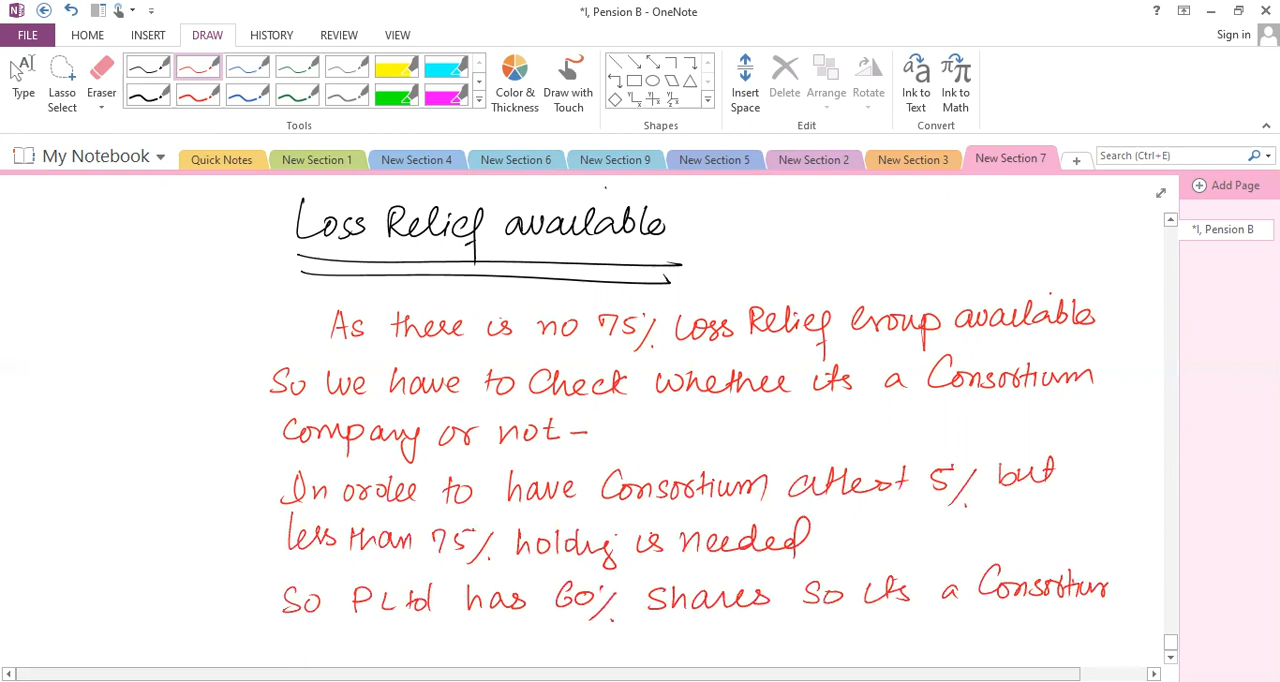 *I, Pension B - OneNote
?
Sign in
FILE HOME INSERT DRAW HISTORY REVIEW VIEW
Type
Lasso Select
Eraser
Color & Thickness
Draw with Touch
Insert Space
Delete
Arrange
Rotate
Ink to Text
Ink to Math
Tools Shapes Edit Convert
My Notebook Quick Notes New Section 1 New Section 4 New Section 6 New Section 9 New Section 5 New Section 2 New Section 3 New Section 7 Search (Ctrl+E)
Add Page
*I, Pension B
Loss Relief available
As there is no 75% Loss Relief Group available
So we have to Check whether its a Consortium
Company or not -
In order to have Consortium atlest 5% but
less than 75% holdig is needed
So P Ltd has 60% shares so its a Consortium